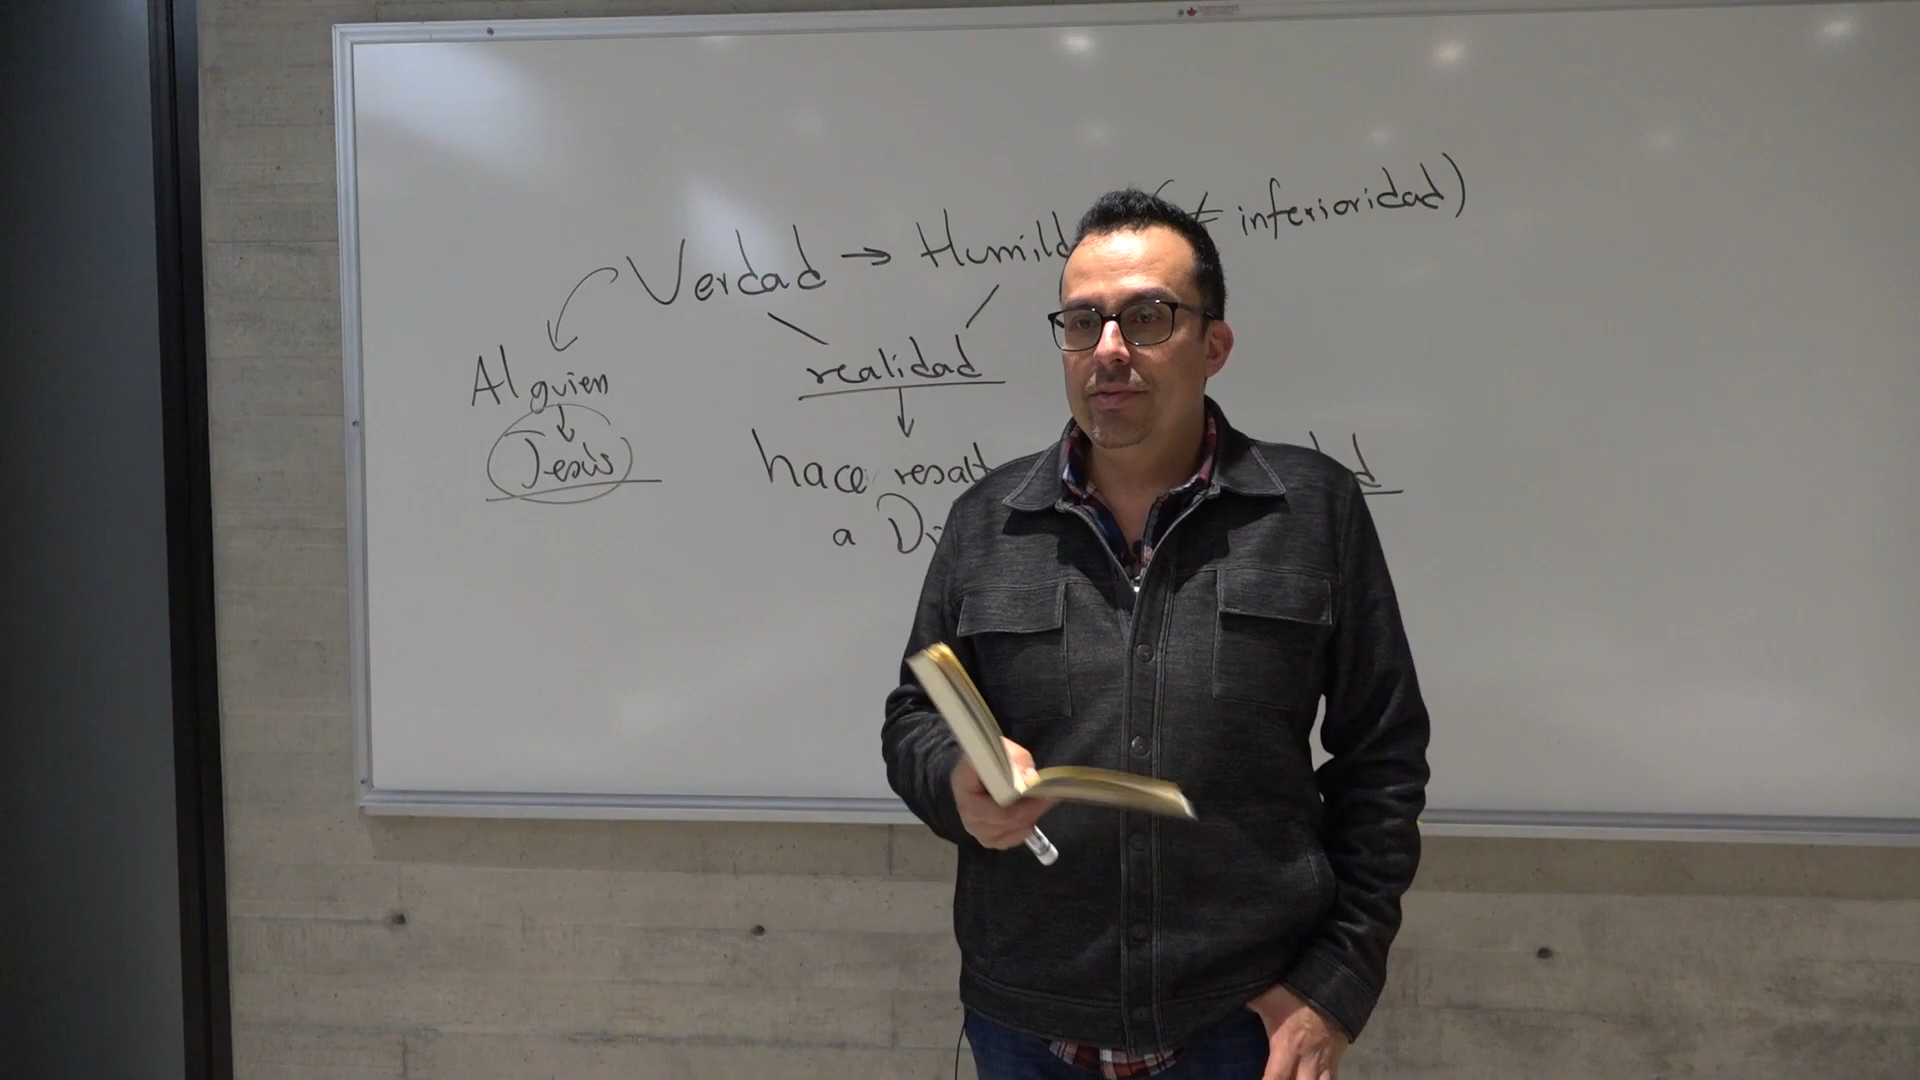 Verdad → Humild (≠ inferioridad)
Alguien
realidad
Jesús
hace resalt d
a D